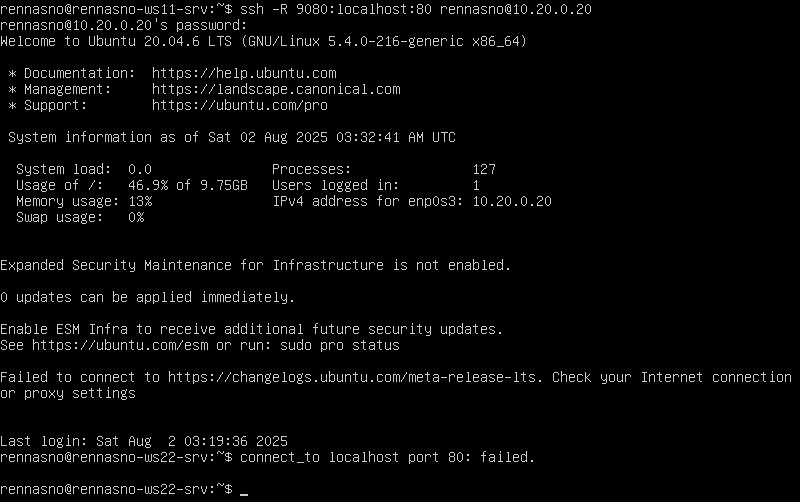 rennasno@rennasno-ws11-srv:~$ ssh -R 9080:localhost:80 rennasno@10.20.0.20
rennasno@10.20.0.20's password:
Welcome to Ubuntu 20.04.6 LTS (GNU/Linux 5.4.0-216-generic x86_64)

 * Documentation:  https://help.ubuntu.com
 * Management:     https://landscape.canonical.com
 * Support:        https://ubuntu.com/pro

 System information as of Sat 02 Aug 2025 03:32:41 AM UTC

  System load:  0.0               Processes:               127
  Usage of /:   46.9% of 9.75GB   Users logged in:         1
  Memory usage: 13%               IPv4 address for enp0s3: 10.20.0.20
  Swap usage:   0%


Expanded Security Maintenance for Infrastructure is not enabled.

0 updates can be applied immediately.

Enable ESM Infra to receive additional future security updates.
See https://ubuntu.com/esm or run: sudo pro status

Failed to connect to https://changelogs.ubuntu.com/meta-release-lts. Check your Internet connection
or proxy settings


Last login: Sat Aug  2 03:19:36 2025
rennasno@rennasno-ws22-srv:~$ connect_to localhost port 80: failed.

rennasno@rennasno-ws22-srv:~$ _